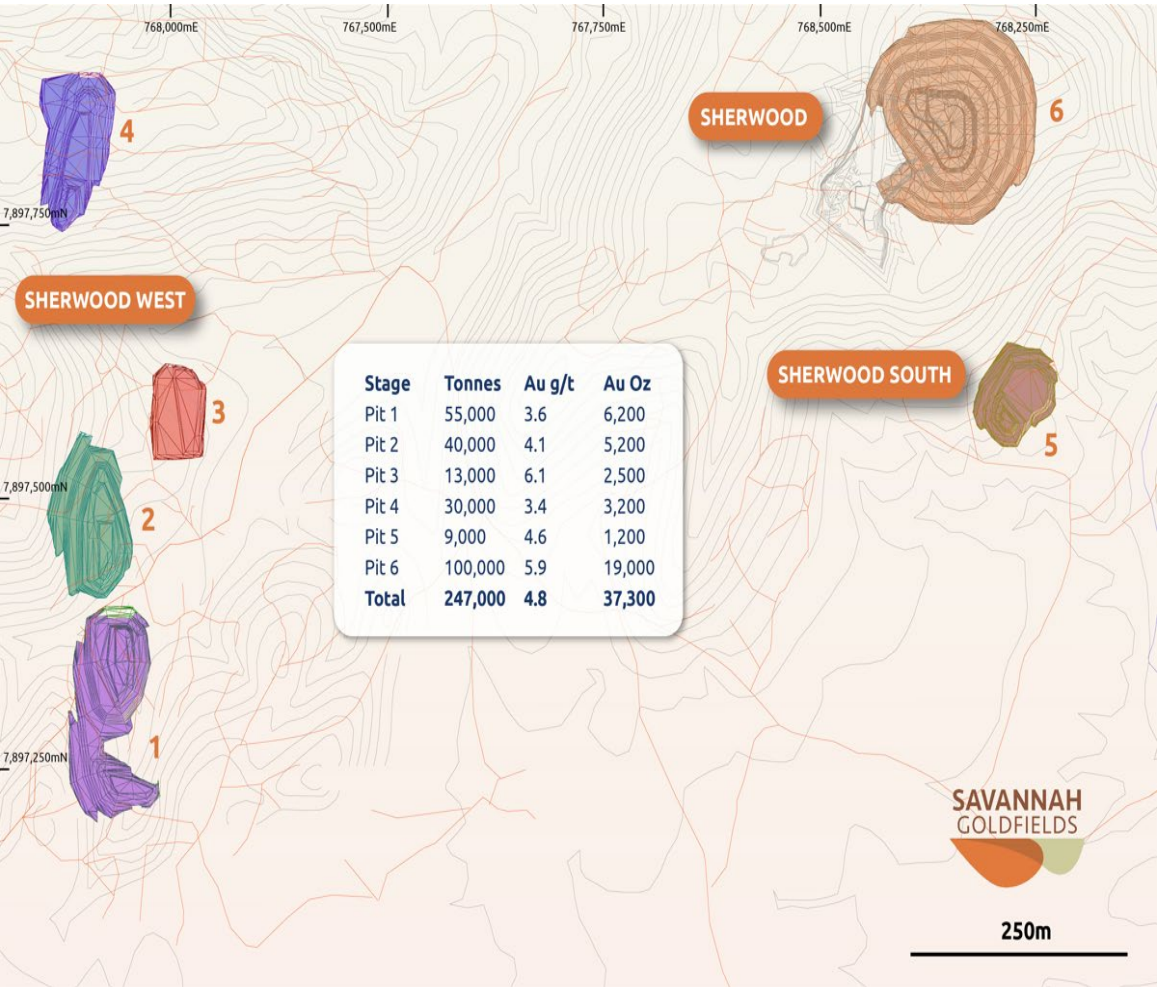 768,000mE 767,500mE 767,750mE 768,500mE 768,250mE
4
SHERWOOD
6
7,897,750mN
SHERWOOD WEST
3
SHERWOOD SOUTH
5
7,897,500mN
2
Stage Tonnes Au g/t Au Oz
Pit 1 55,000 3.6 6,200
Pit 2 40,000 4.1 5,200
Pit 3 13,000 6.1 2,500
Pit 4 30,000 3.4 3,200
Pit 5 9,000 4.6 1,200
Pit 6 100,000 5.9 19,000
Total 247,000 4.8 37,300
1
7,897,250mN
SAVANNAH
GOLDFIELDS
250m